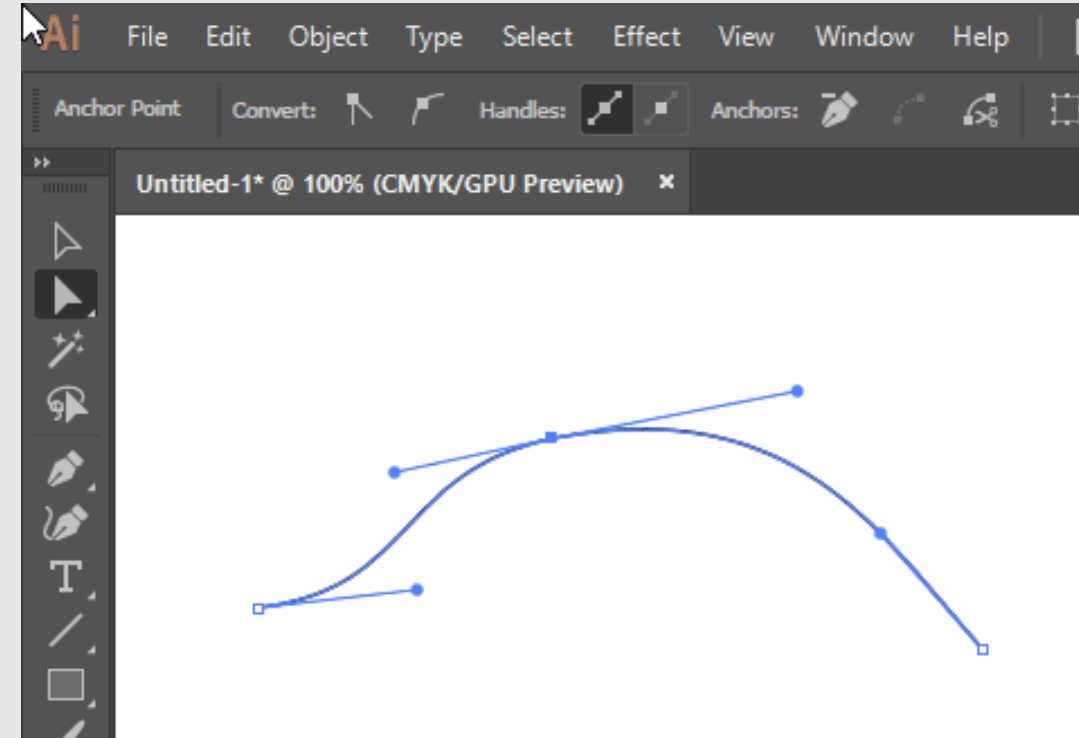 Ai File Edit Object Type Select Effect View Window Help
Anchor Point Convert: Handles: Anchors:
Untitled-1* @ 100% (CMYK/GPU Preview) ×